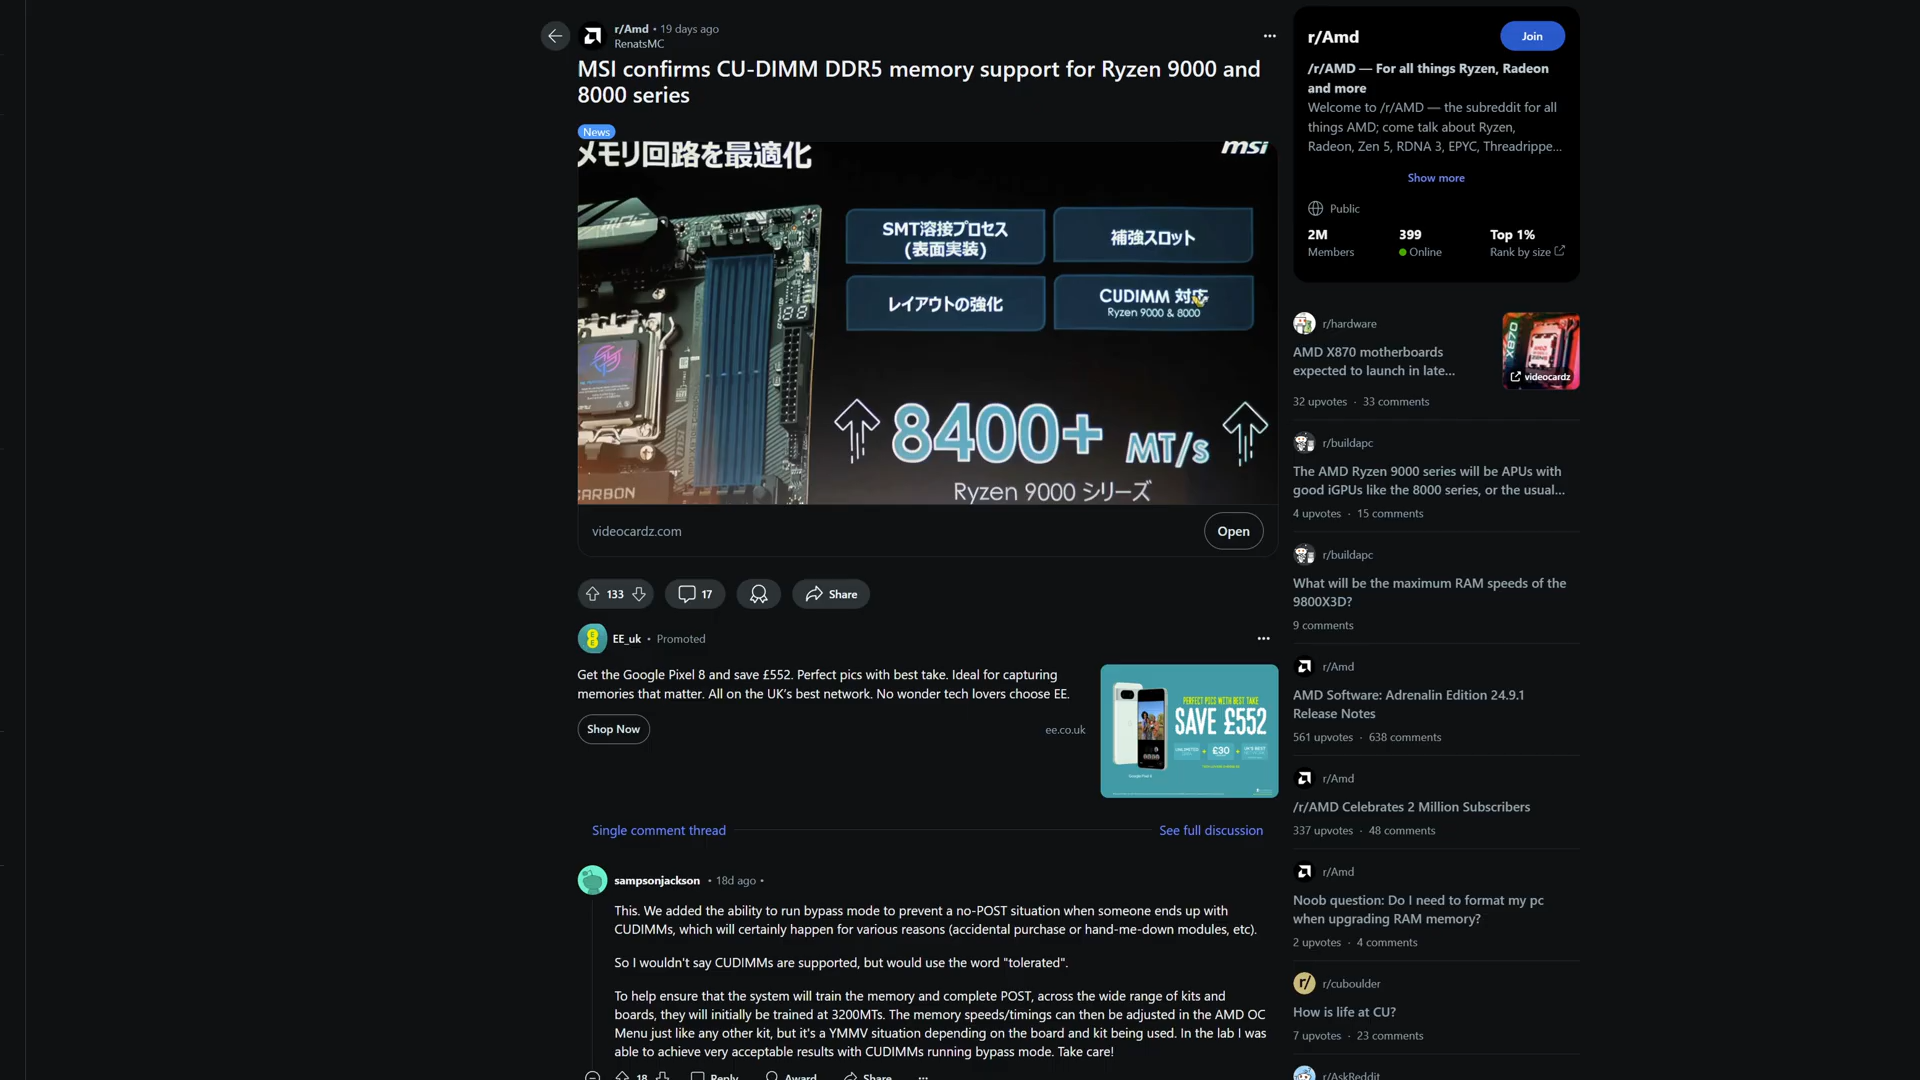 r/Amd • 19 days ago
RenatsMC
MSI confirms CU-DIMM DDR5 memory support for Ryzen 9000 and
8000 series
News
メモリ回路を最適化
msi
SMT溶接プロセス
(表面実装)
補強スロット
レイアウトの強化
CUDIMM 対応
Ryzen 9000 & 8000
8400+ MT/s
Ryzen 9000 シリーズ
CARBON
videocardz.com
Open
133
17
Share
EE_uk • Promoted
Get the Google Pixel 8 and save £552. Perfect pics with best take. Ideal for capturing
memories that matter. All on the UK’s best network. No wonder tech lovers choose EE.
Shop Now
ee.co.uk
PERFECT PICS WITH BEST TAKE
SAVE £552
£30
Single comment thread
See full discussion
sampsonjackson • 18d ago •
This. We added the ability to run bypass mode to prevent a no-POST situation when someone ends up with
CUDIMMs, which will certainly happen for various reasons (accidental purchase or hand-me-down modules, etc).
So I wouldn't say CUDIMMs are supported, but would use the word "tolerated".
To help ensure that the system will train the memory and complete POST, across the wide range of kits and
boards, they will initially be trained at 3200MTs. The memory speeds/timings can then be adjusted in the AMD OC
Menu just like any other kit, but it's a YMMV situation depending on the board and kit being used. In the lab I was
able to achieve very acceptable results with CUDIMMs running bypass mode. Take care!
18
Reply
Award
Share
r/Amd
Join
/r/AMD — For all things Ryzen, Radeon
and more
Welcome to /r/AMD — the subreddit for all
things AMD; come talk about Ryzen,
Radeon, Zen 5, RDNA 3, EPYC, Threadrippe...
Show more
Public
2M
Members
399
Online
Top 1%
Rank by size
r/hardware
AMD X870 motherboards
expected to launch in late...
X870
videocardz
32 upvotes · 33 comments
r/buildapc
The AMD Ryzen 9000 series will be APUs with
good iGPUs like the 8000 series, or the usual...
4 upvotes · 15 comments
r/buildapc
What will be the maximum RAM speeds of the
9800X3D?
9 comments
r/Amd
AMD Software: Adrenalin Edition 24.9.1
Release Notes
561 upvotes · 638 comments
r/Amd
/r/AMD Celebrates 2 Million Subscribers
337 upvotes · 48 comments
r/Amd
Noob question: Do I need to format my pc
when upgrading RAM memory?
2 upvotes · 4 comments
r/cuboulder
How is life at CU?
7 upvotes · 23 comments
r/AskReddit